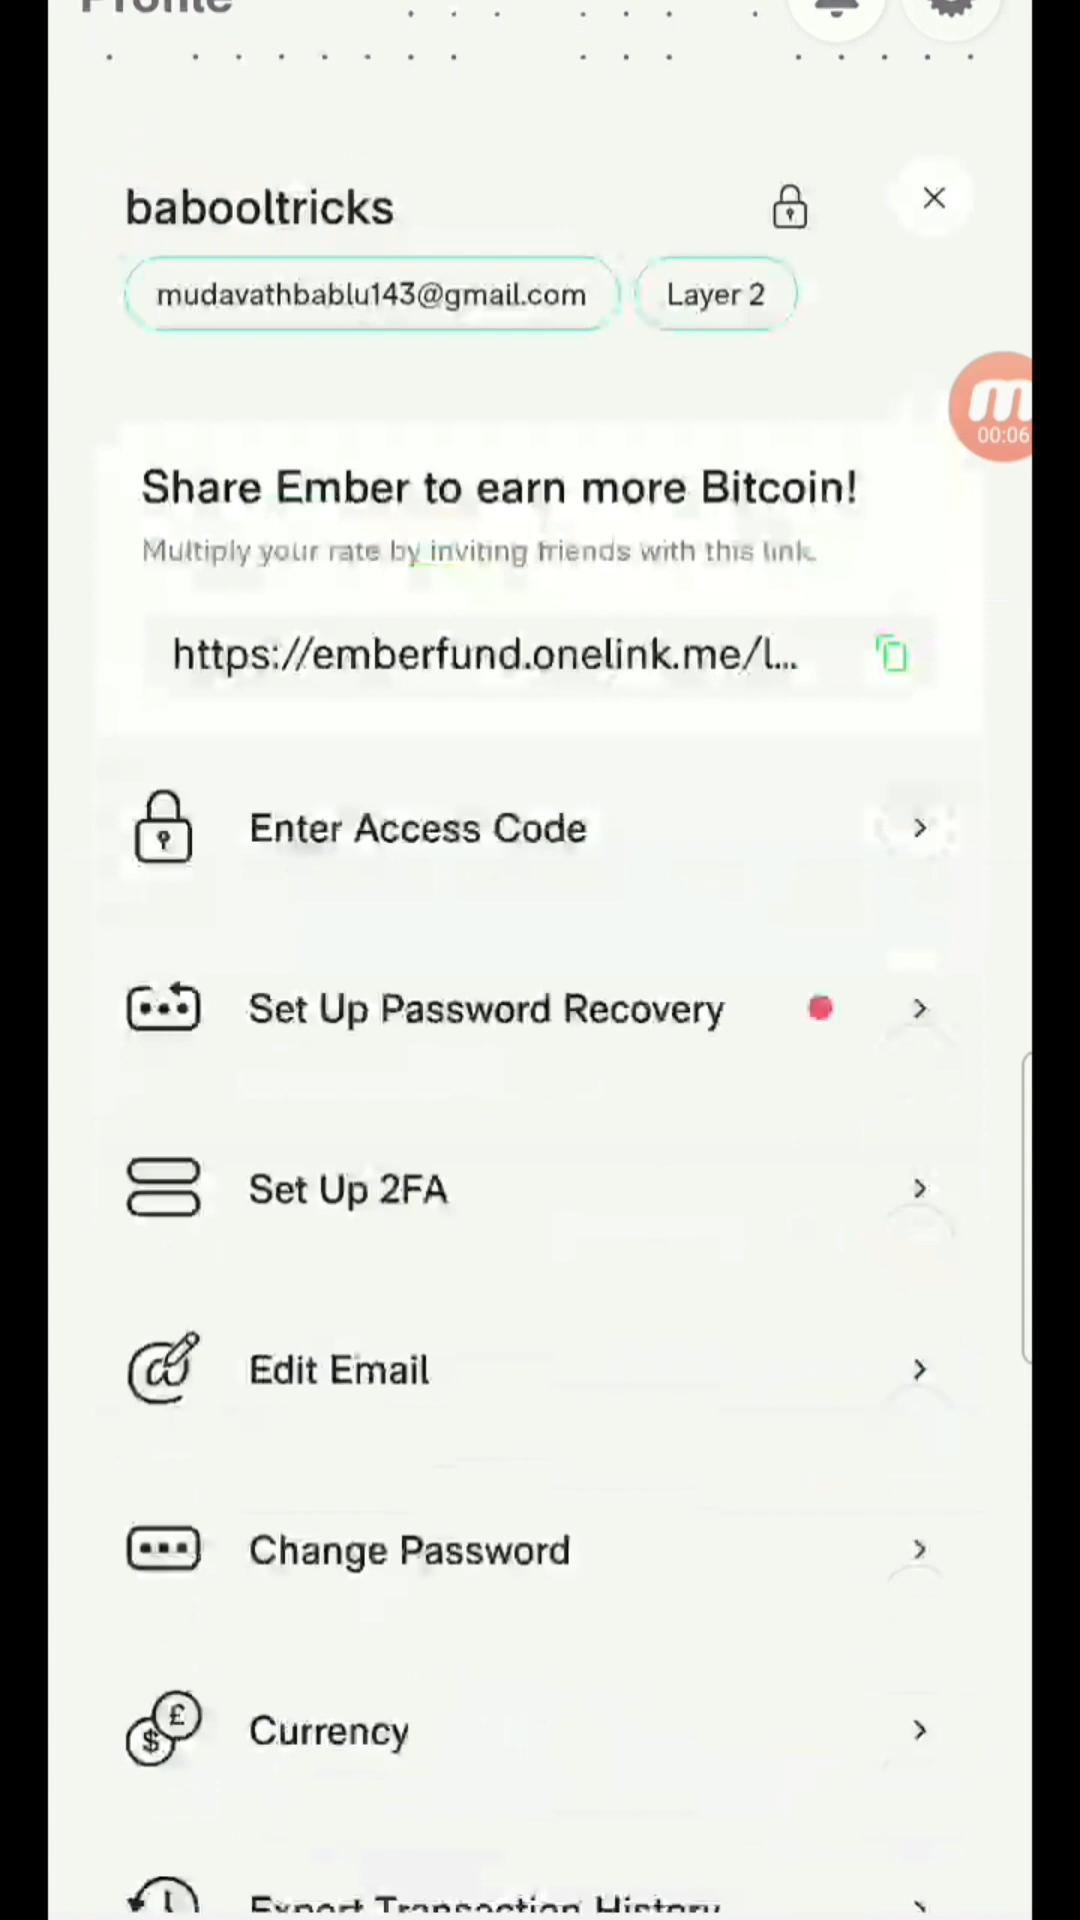 Profile
babooltricks
mudavathbablu143@gmail.com
Layer 2
m
00:06
Share Ember to earn more Bitcoin!
Multiply your rate by inviting friends with this link.
https://emberfund.onelink.me/l...
Enter Access Code
Set Up Password Recovery
Set Up 2FA
Edit Email
Change Password
Currency
Export Transaction History